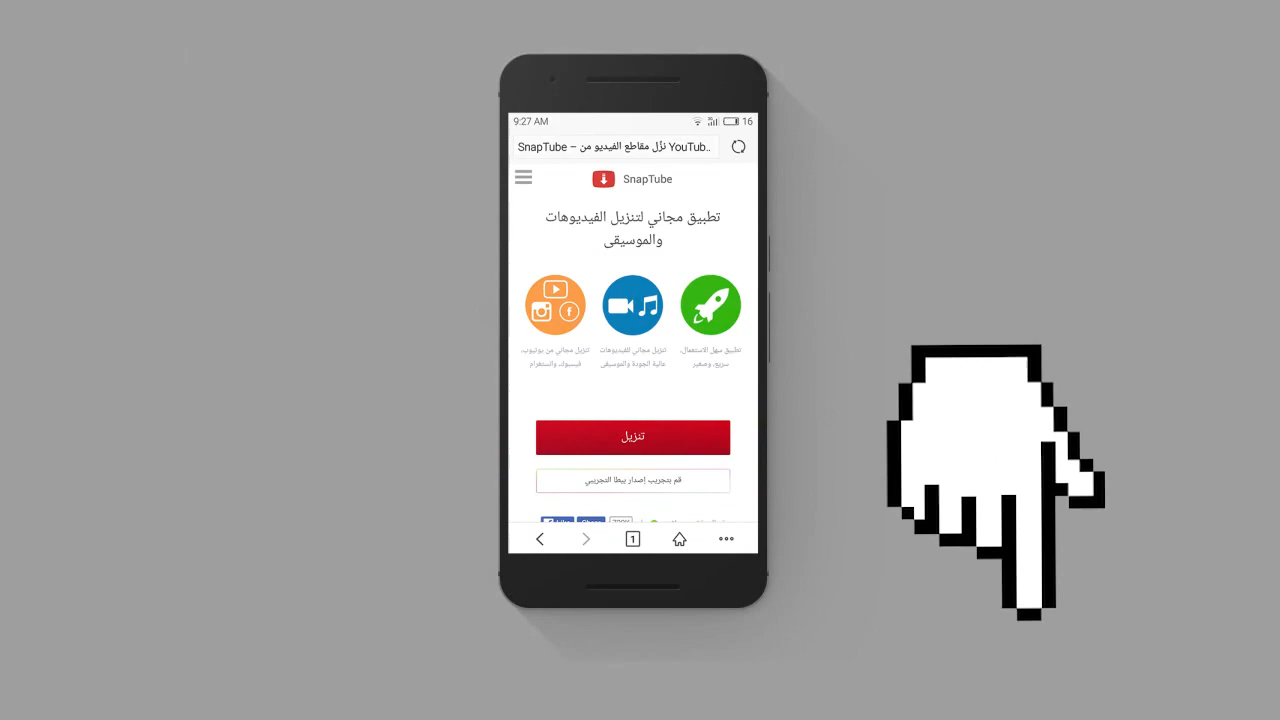 9:27 AM
16
SnapTube – نزِّل مقاطع الفيديو من YouTub..
SnapTube
تطبيق مجاني لتنزيل الفيديوهات
والموسيقى
تطبيق سهل الاستعمال،
سريع، وصغير
تنزيل مجاني للفيديوهات
عالية الجودة والموسيقى
تنزيل مجاني من يوتيوب،
فيسبوك، وانستغرام
تنزيل
قم بتجريب إصدار بيطا التجريبي
Like Share
1